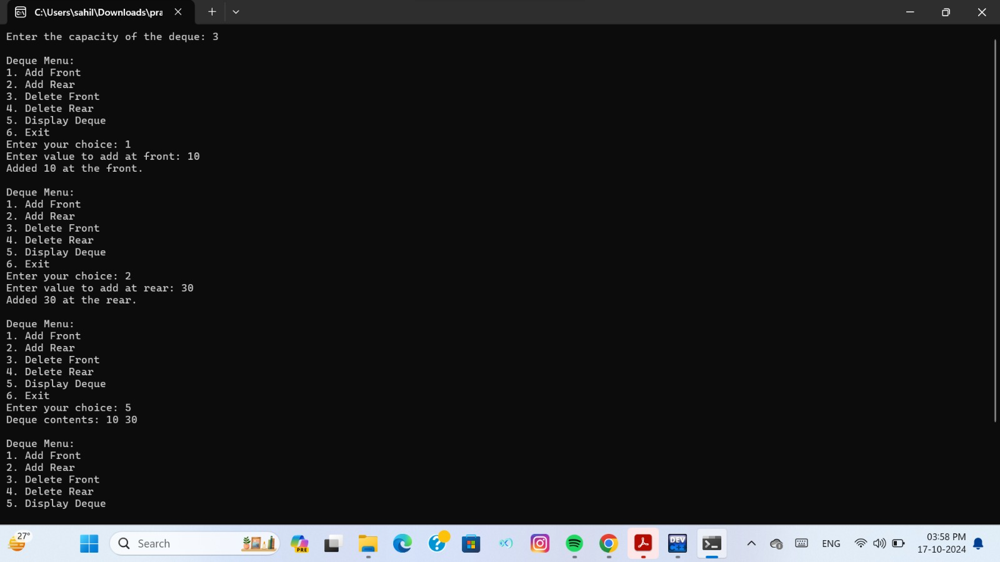 C:\Users\sahil\Downloads\pra
Enter the capacity of the deque: 3
Deque Menu:
1. Add Front
2. Add Rear
3. Delete Front
4. Delete Rear
5. Display Deque
6. Exit
Enter your choice: 1
Enter value to add at front: 10
Added 10 at the front.
Deque Menu:
1. Add Front
2. Add Rear
3. Delete Front
4. Delete Rear
5. Display Deque
6. Exit
Enter your choice: 2
Enter value to add at rear: 30
Added 30 at the rear.
Deque Menu:
1. Add Front
2. Add Rear
3. Delete Front
4. Delete Rear
5. Display Deque
6. Exit
Enter your choice: 5
Deque contents: 10 30
Deque Menu:
1. Add Front
2. Add Rear
3. Delete Front
4. Delete Rear
5. Display Deque
27°
Search
PRE
DEV
C++
ENG
03:58 PM
17-10-2024